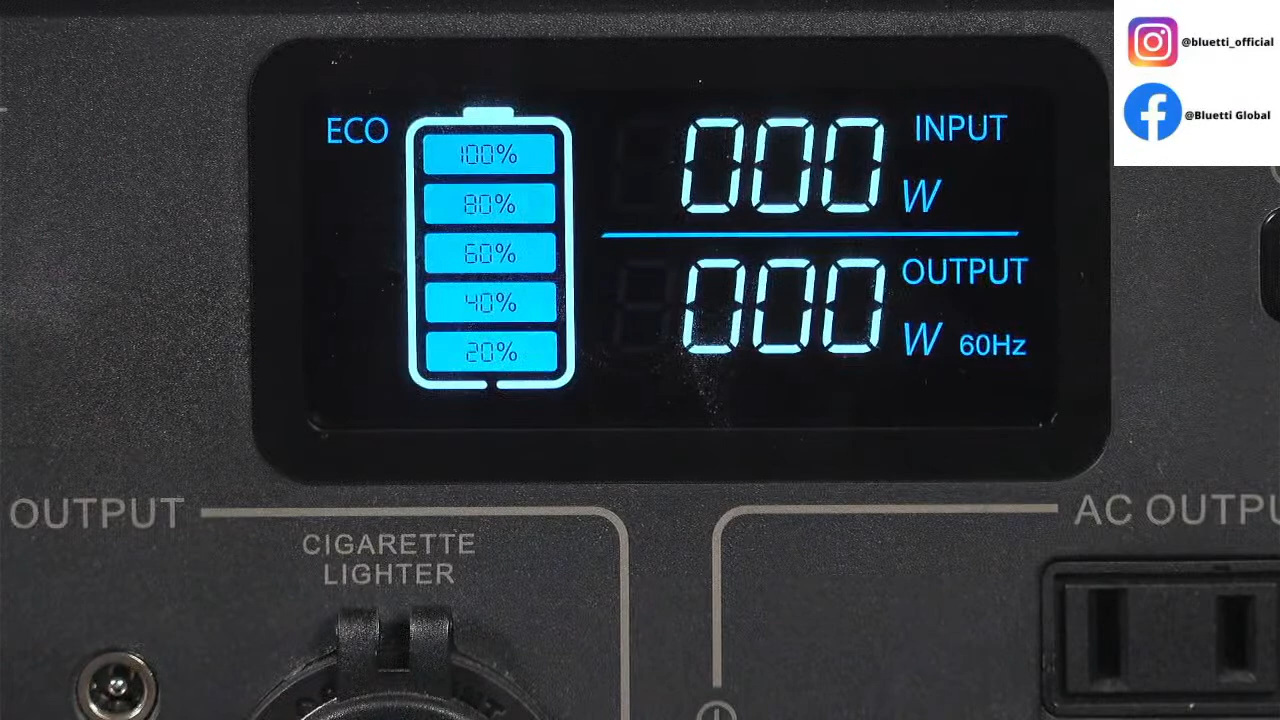 @bluetti_official
@Bluetti Global
ECO
100%
80%
60%
40%
20%
000 INPUT
W
000 OUTPUT
W 60Hz
OUTPUT
CIGARETTE
LIGHTER
AC OUTPU